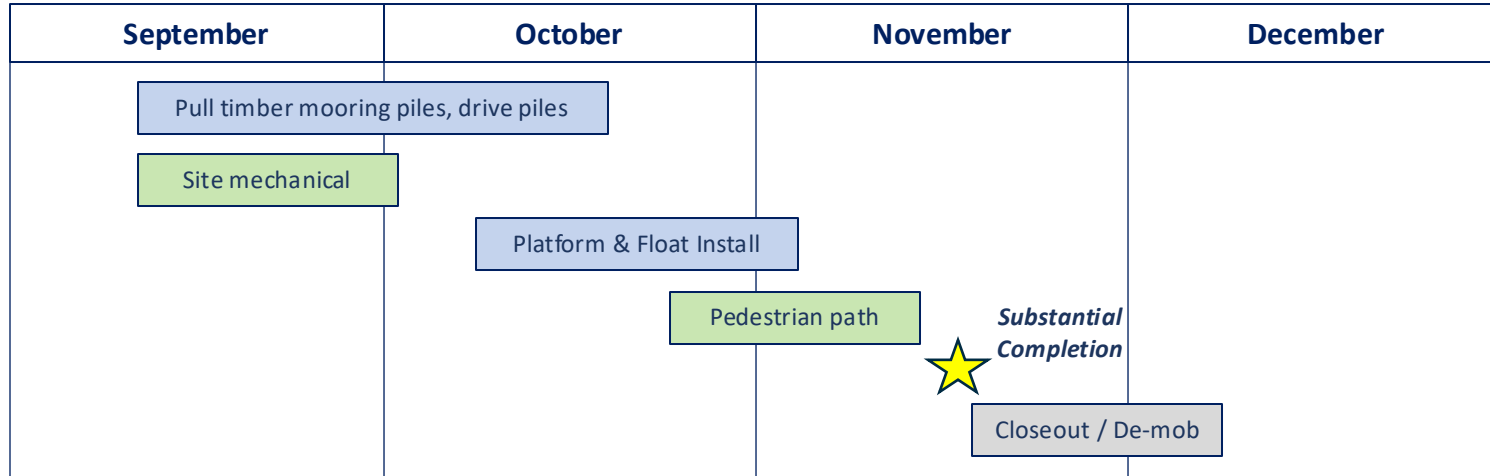 September
October
November
December
Pull timber mooring piles, drive piles
Site mechanical
Platform & Float Install
Pedestrian path
Substantial
Completion
Closeout / De-mob